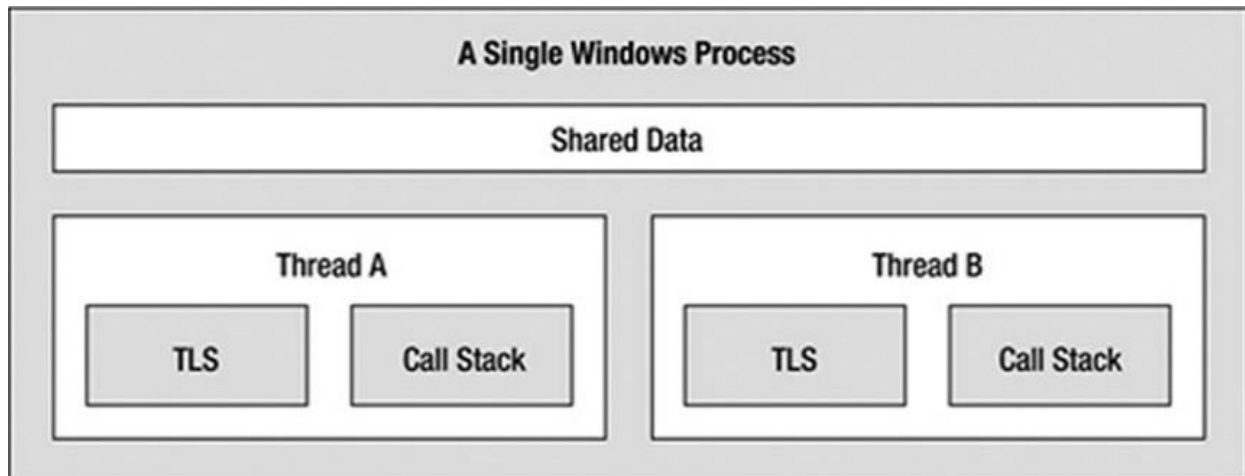 A Single Windows Process
Shared Data
Thread A
Thread B
TLS
Call Stack
TLS
Call Stack